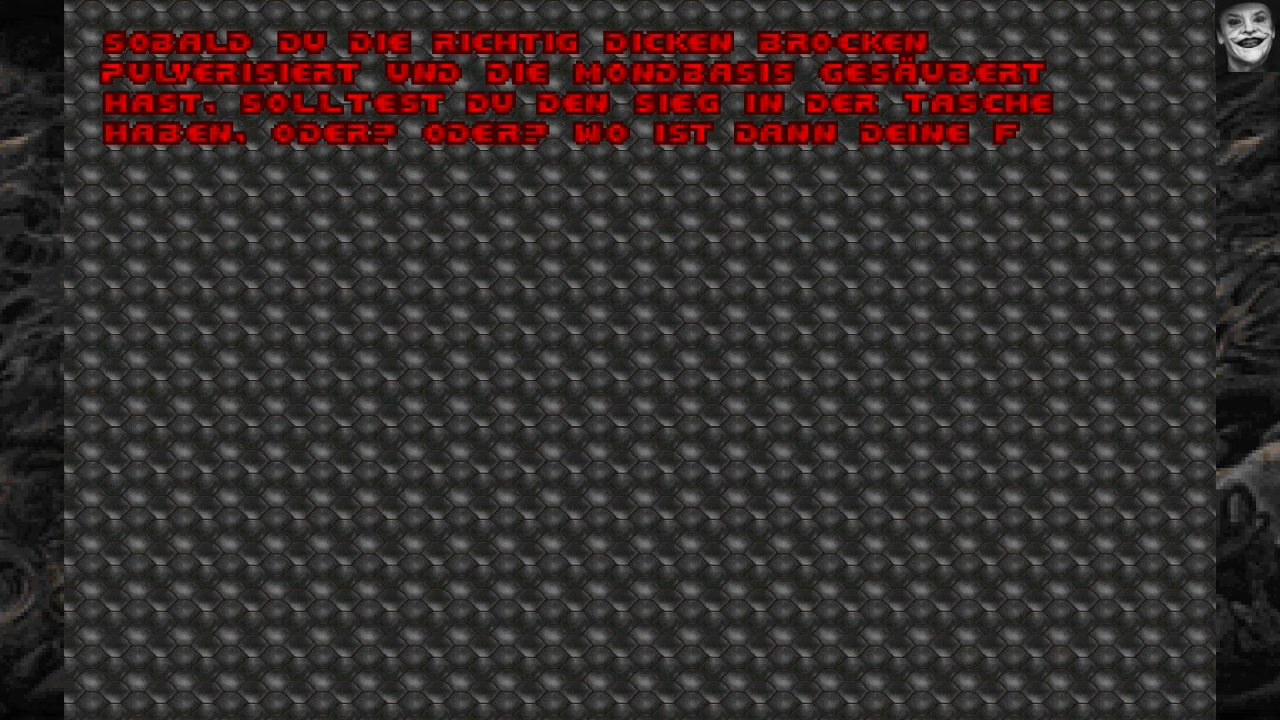 SOBALD DU DIE RICHTIG DICKEN BROCKEN
PULVERISIERT UND DIE MONDBASIS GESÄUBERT
HAST, SOLLTEST DU DEN SIEG IN DER TASCHE
HABEN, ODER? ODER? WO IST DANN DEINE F